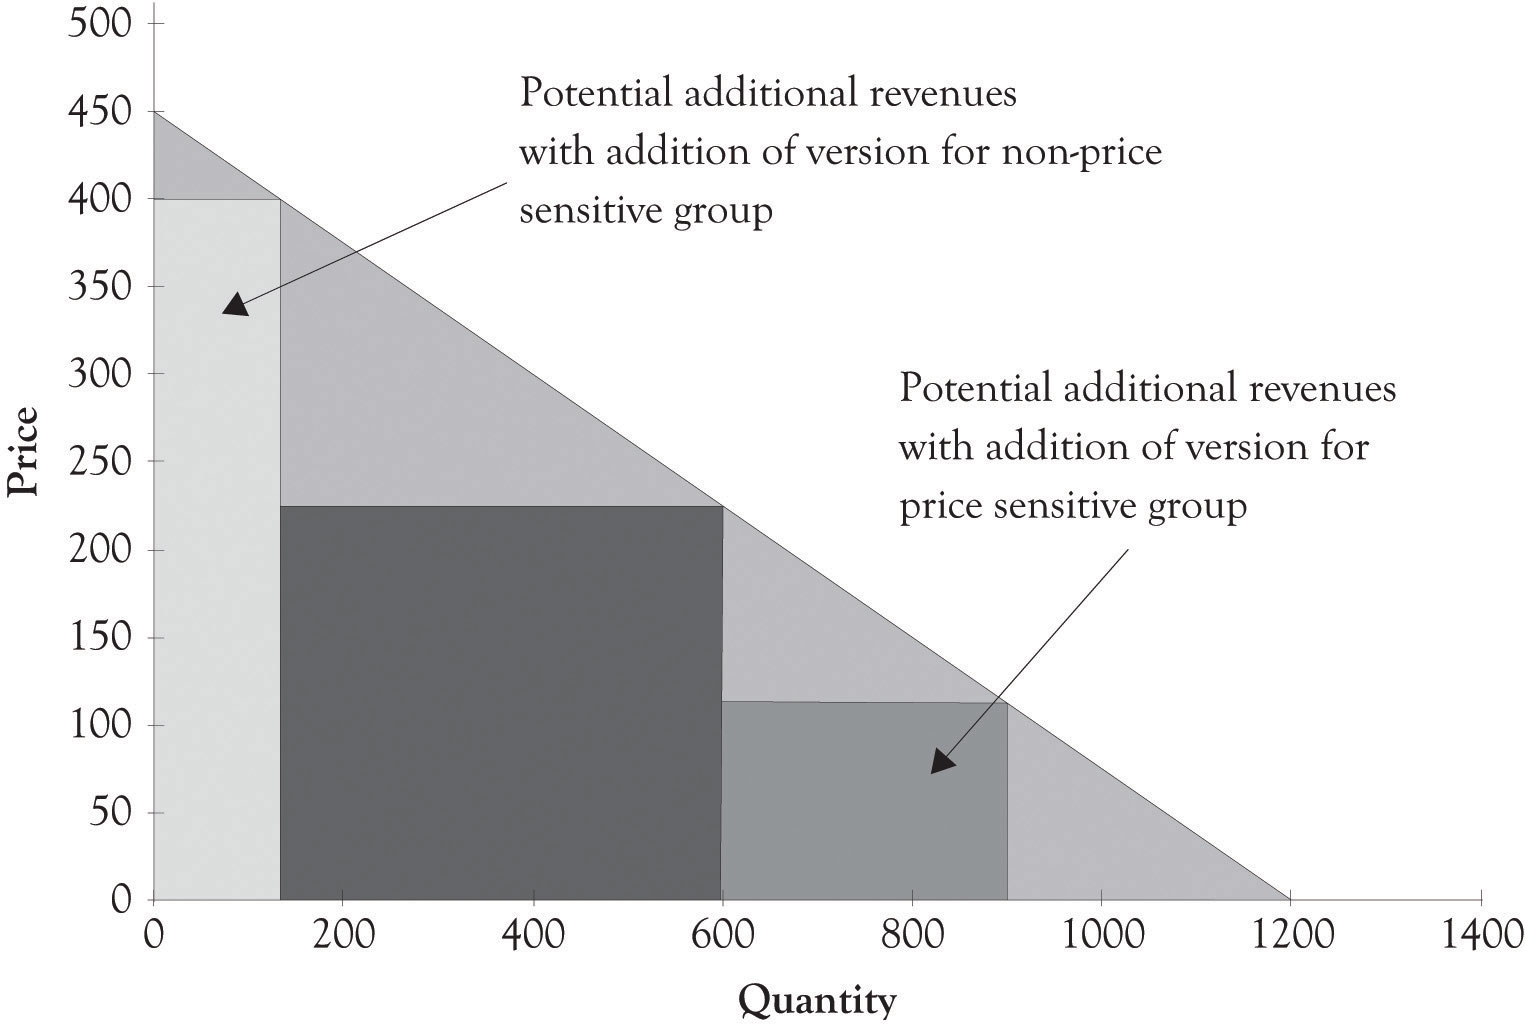 500
450
400
350
300
250
200
150
100
50
0
Price
Potential additional revenues
with addition of version for non-price
sensitive group
Potential additional revenues
with addition of version for
price sensitive group
0 200 400 600 800 1000 1200 1400
Quantity